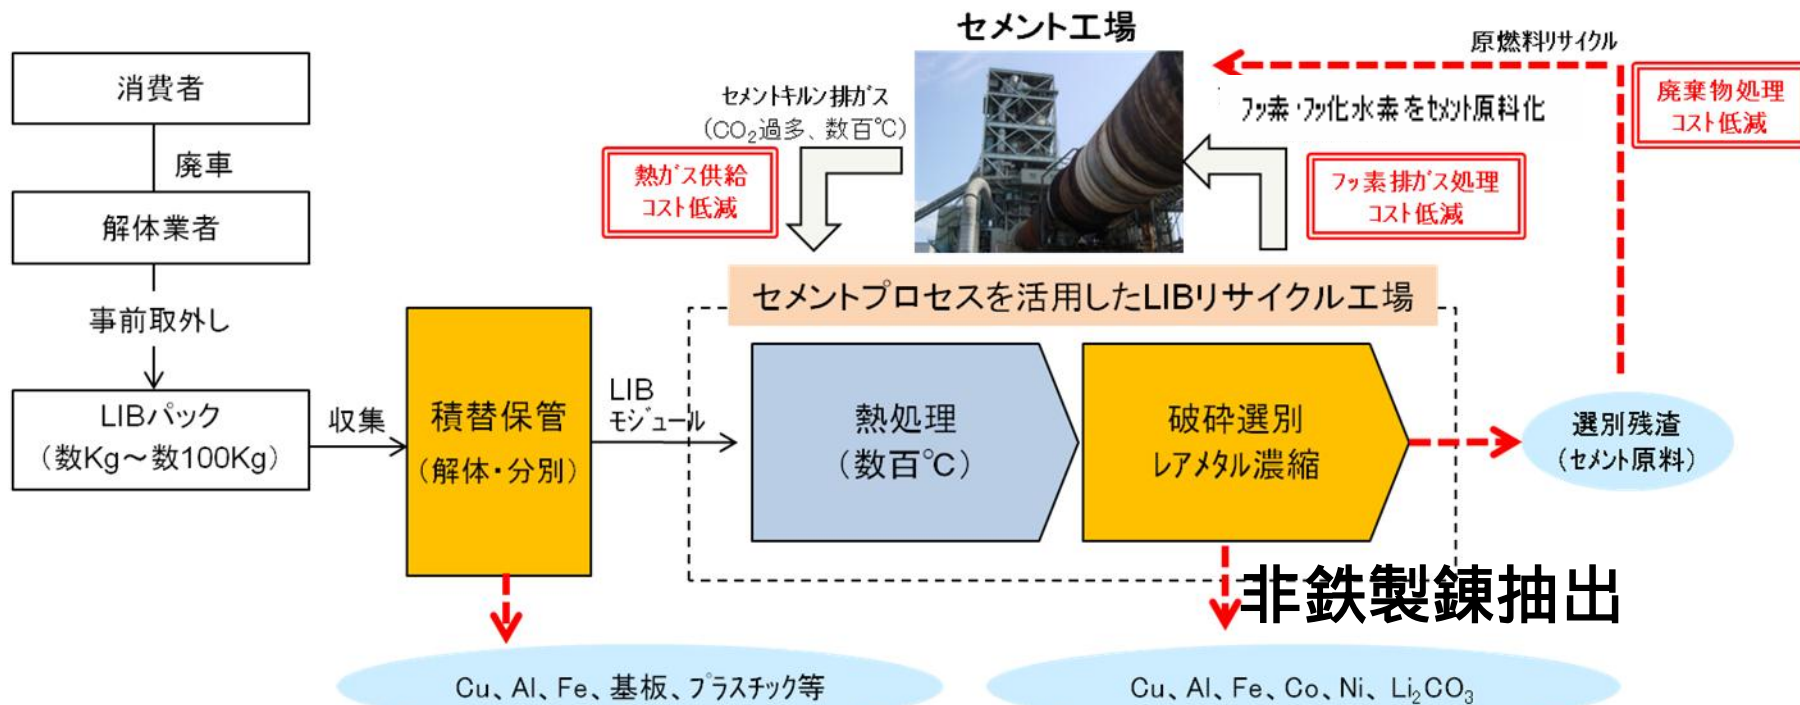 セメント工場
原燃料リサイクル
消費者
廃車
解体業者
事前取外し
LIBパック
(数Kg～数100Kg)
収集
積替保管
(解体・分別)
LIB
モジュール
セメントキルン排ガス
(CO₂過多、数百℃)
熱ガス供給
コスト低減
フッ素・フッ化水素をセメント原料化
フッ素排ガス処理
コスト低減
廃棄物処理
コスト低減
セメントプロセスを活用したLIBリサイクル工場
熱処理
(数百℃)
破砕選別
レアメタル濃縮
選別残渣
(セメント原料)
非鉄製錬抽出
Cu、Al、Fe、基板、プラスチック等
Cu、Al、Fe、Co、Ni、Li₂CO₃